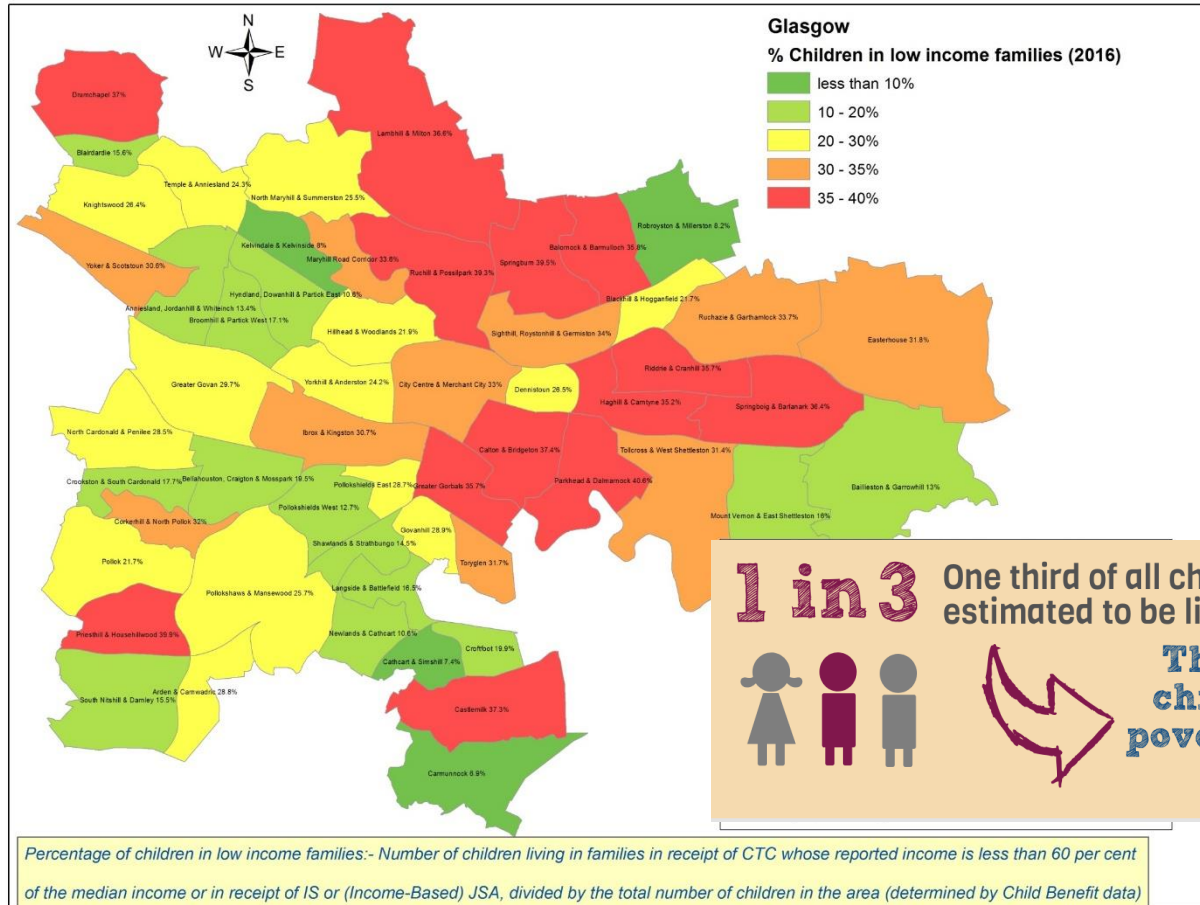 N
W E
S
Glasgow
% Children in low income families (2016)
less than 10%
10 - 20%
20 - 30%
30 - 35%
35 - 40%
Drumchapel 37%
Lambhill & Milton 36.6%
Blairdardie 15.6%
Temple & Anniesland 24.3%
North Maryhill & Summerston 25.5%
Knightswood 26.4%
Robroyston & Millerston 8.2%
Kelvindale & Kelvinside 8%
Balornock & Barmulloch 35.8%
Maryhill Road Corridor 33.6%
Springburn 39.5%
Yoker & Scotstoun 30.6%
Ruchill & Possilpark 39.3%
Hyndland, Dowanhill & Partick East 10.6%
Blackhill & Hogganfield 21.7%
Anniesland, Jordanhill & Whiteinch 13.4%
Broomhill & Partick West 17.1%
Ruchazie & Garthamlock 33.7%
Hillhead & Woodlands 21.9%
Sighthill, Roystonhill & Germiston 34%
Easterhouse 31.8%
Riddrie & Cranhill 35.7%
Greater Govan 29.7%
Yorkhill & Anderston 24.2%
City Centre & Merchant City 33%
Dennistoun 26.5%
Haghill & Carntyne 35.2%
Springboig & Barlanark 36.4%
North Cardonald & Penilee 28.5%
Ibrox & Kingston 30.7%
Calton & Bridgeton 37.4%
Tollcross & West Shettleston 31.4%
Crookston & South Cardonald 17.7%
Bellahouston, Craigton & Mosspark 19.5%
Pollokshields East 28.7%
Greater Gorbals 35.7%
Parkhead & Dalmarnock 40.6%
Baillieston & Garrowhill 13%
Pollokshields West 12.7%
Mount Vernon & East Shettleston 16%
Corkerhill & North Pollok 32%
Govanhill 28.9%
Shawlands & Strathbungo 14.5%
Pollok 21.7%
Toryglen 31.7%
Langside & Battlefield 16.5%
Pollokshaws & Mansewood 25.7%
Priesthill & Househillwood 39.9%
Newlands & Cathcart 10.6%
Croftfoot 19.9%
Cathcart & Simshill 7.4%
Arden & Carnwadric 28.8%
South Nitshill & Darnley 15.5%
Castlemilk 37.3%
Carmunnock 6.9%
1 in 3
One third of all ch
estimated to be li
Th
chi
pove
Percentage of children in low income families:- Number of children living in families in receipt of CTC whose reported income is less than 60 per cent
of the median income or in receipt of IS or (Income-Based) JSA, divided by the total number of children in the area (determined by Child Benefit data)